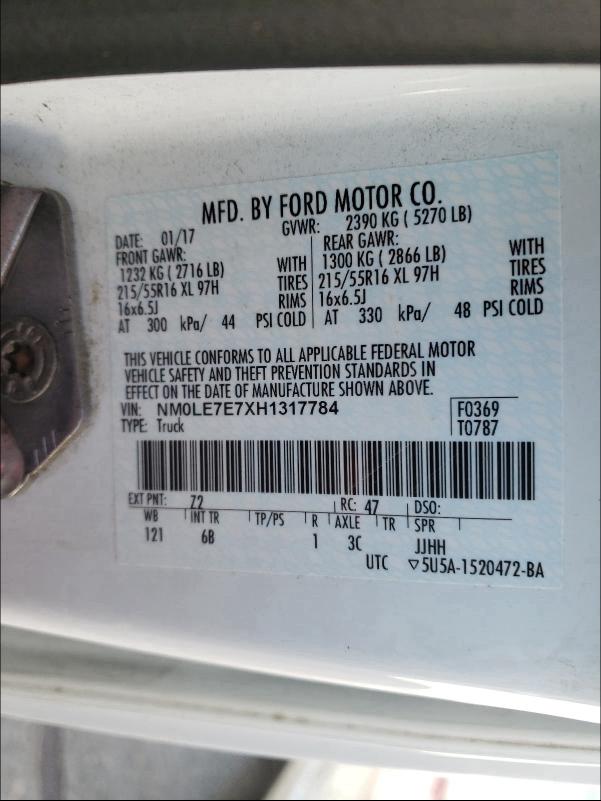 MFD. BY FORD MOTOR CO.
DATE: 01/17 GVWR: 2390 KG ( 5270 LB)
FRONT GAWR: REAR GAWR:
1232 KG ( 2716 LB) WITH 1300 KG ( 2866 LB) WITH
215/55R16 XL 97H TIRES 215/55R16 XL 97H TIRES
16x6.5J RIMS 16x6.5J RIMS
AT 300 kPa/ 44 PSI COLD AT 330 kPa/ 48 PSI COLD
THIS VEHICLE CONFORMS TO ALL APPLICABLE FEDERAL MOTOR
VEHICLE SAFETY AND THEFT PREVENTION STANDARDS IN
EFFECT ON THE DATE OF MANUFACTURE SHOWN ABOVE.
VIN: NM0LE7E7XH1317784 F0369
TYPE: Truck T0787
EXT PNT: 72 RC: 47 DSO:
WB INT TR TP/PS R AXLE TR SPR
121 6B 1 3C JJHH
UTC ▽5U5A-1520472-BA